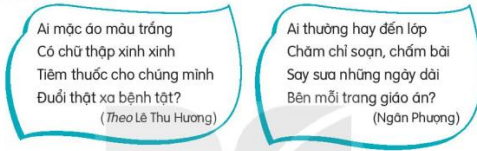 Ai mặc áo màu trắng
Có chữ thập xinh xinh
Tiêm thuốc cho chúng mình
Đuổi thật xa bệnh tật?
(Theo Lê Thu Hương)
Ai thường hay đến lớp
Chăm chỉ soạn, chấm bài
Say sưa những ngày dài
Bên mỗi trang giáo án?
(Ngân Phượng)